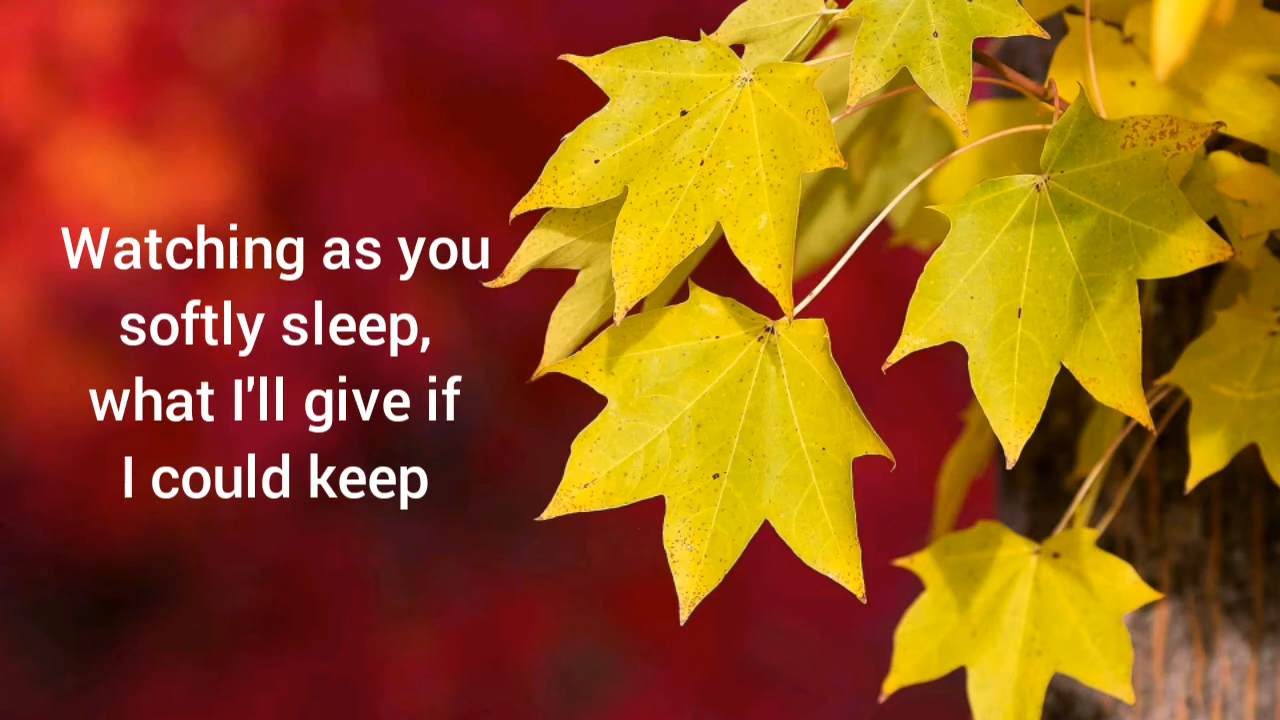 Watching as you
softly sleep,
what I'll give if
I could keep